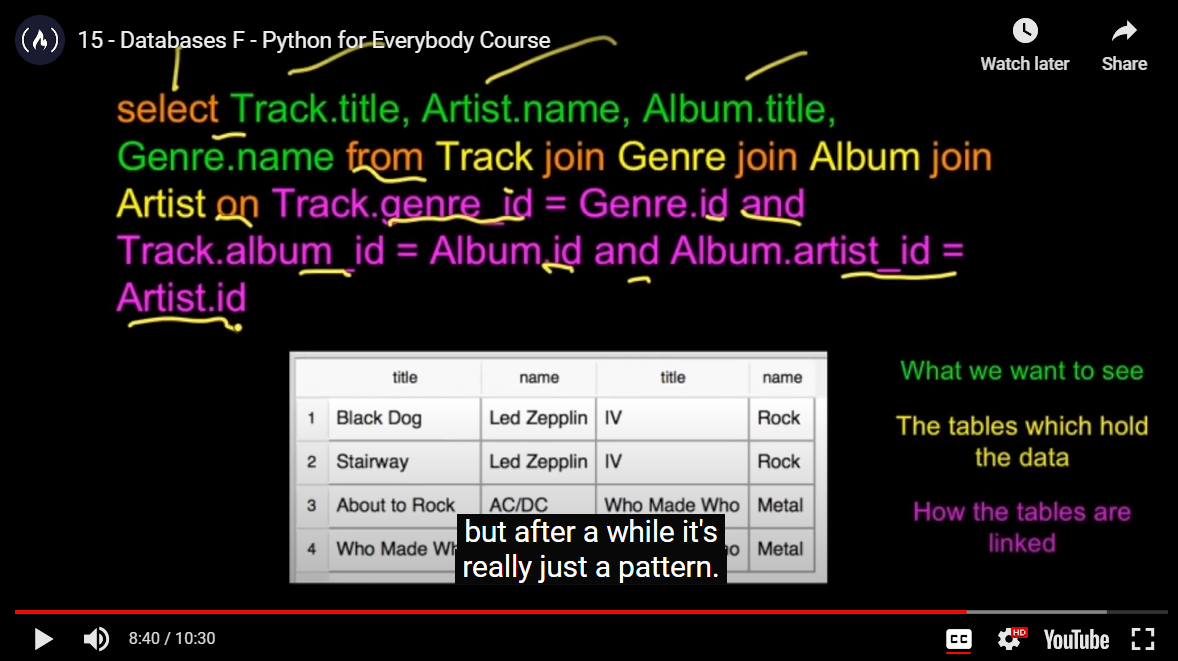 15 - Databases F - Python for Everybody Course
Watch later
Share
select Track.title, Artist.name, Album.title,
Genre.name from Track join Genre join Album join
Artist on Track.genre_id = Genre.id and
Track.album_id = Album.id and Album.artist_id =
Artist.id
title name title name
1 Black Dog Led Zepplin IV Rock
2 Stairway Led Zepplin IV Rock
3 About to Rock AC/DC Who Made Who Metal
4 Who Made Metal
What we want to see
The tables which hold
the data
How the tables are
linked
but after a while it's
really just a pattern.
8:40 / 10:30
CC
HD
YouTube